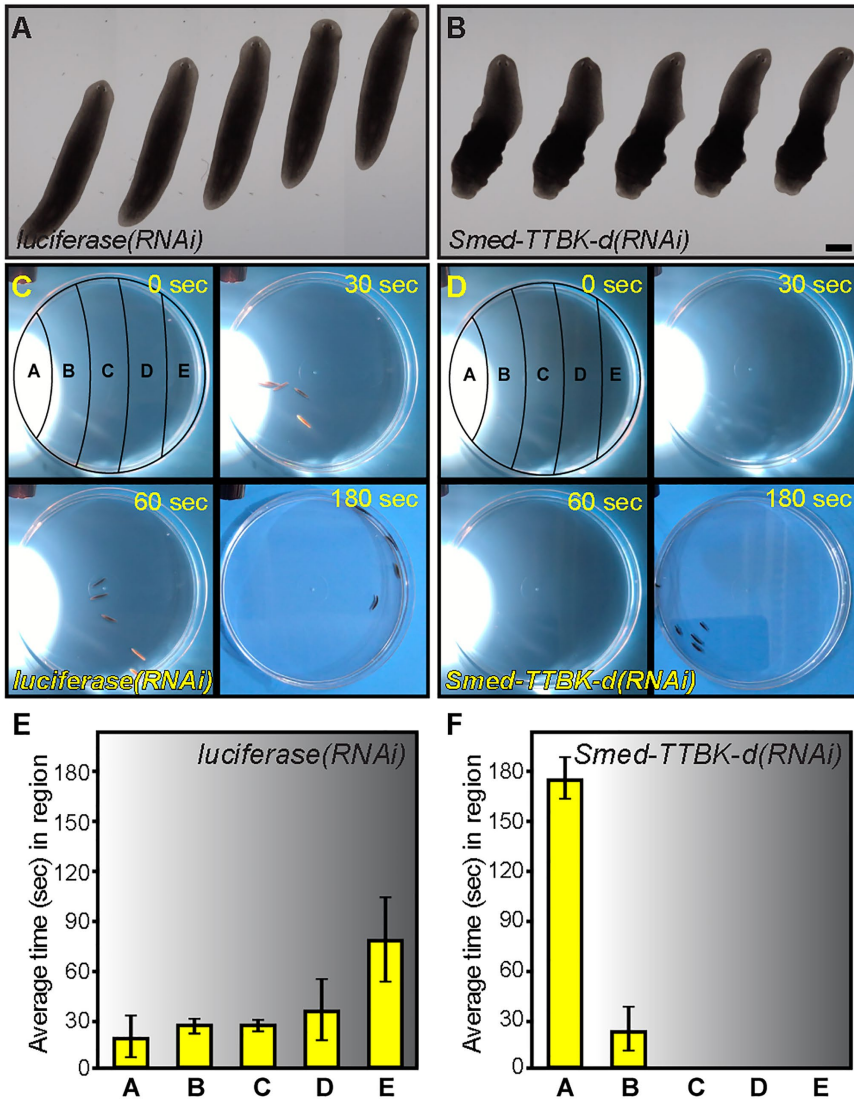 A
luciferase(RNAi)
B
Smed-TTBK-d(RNAi)
C
0 sec
A B C D E
30 sec
60 sec
luciferase(RNAi)
180 sec
D
0 sec
A B C D E
30 sec
60 sec
Smed-TTBK-d(RNAi)
180 sec
E
luciferase(RNAi)
Average time (sec) in region
180
150
120
90
60
30
0
A B C D E
F
Smed-TTBK-d(RNAi)
Average time (sec) in region
180
150
120
90
60
30
0
A B C D E